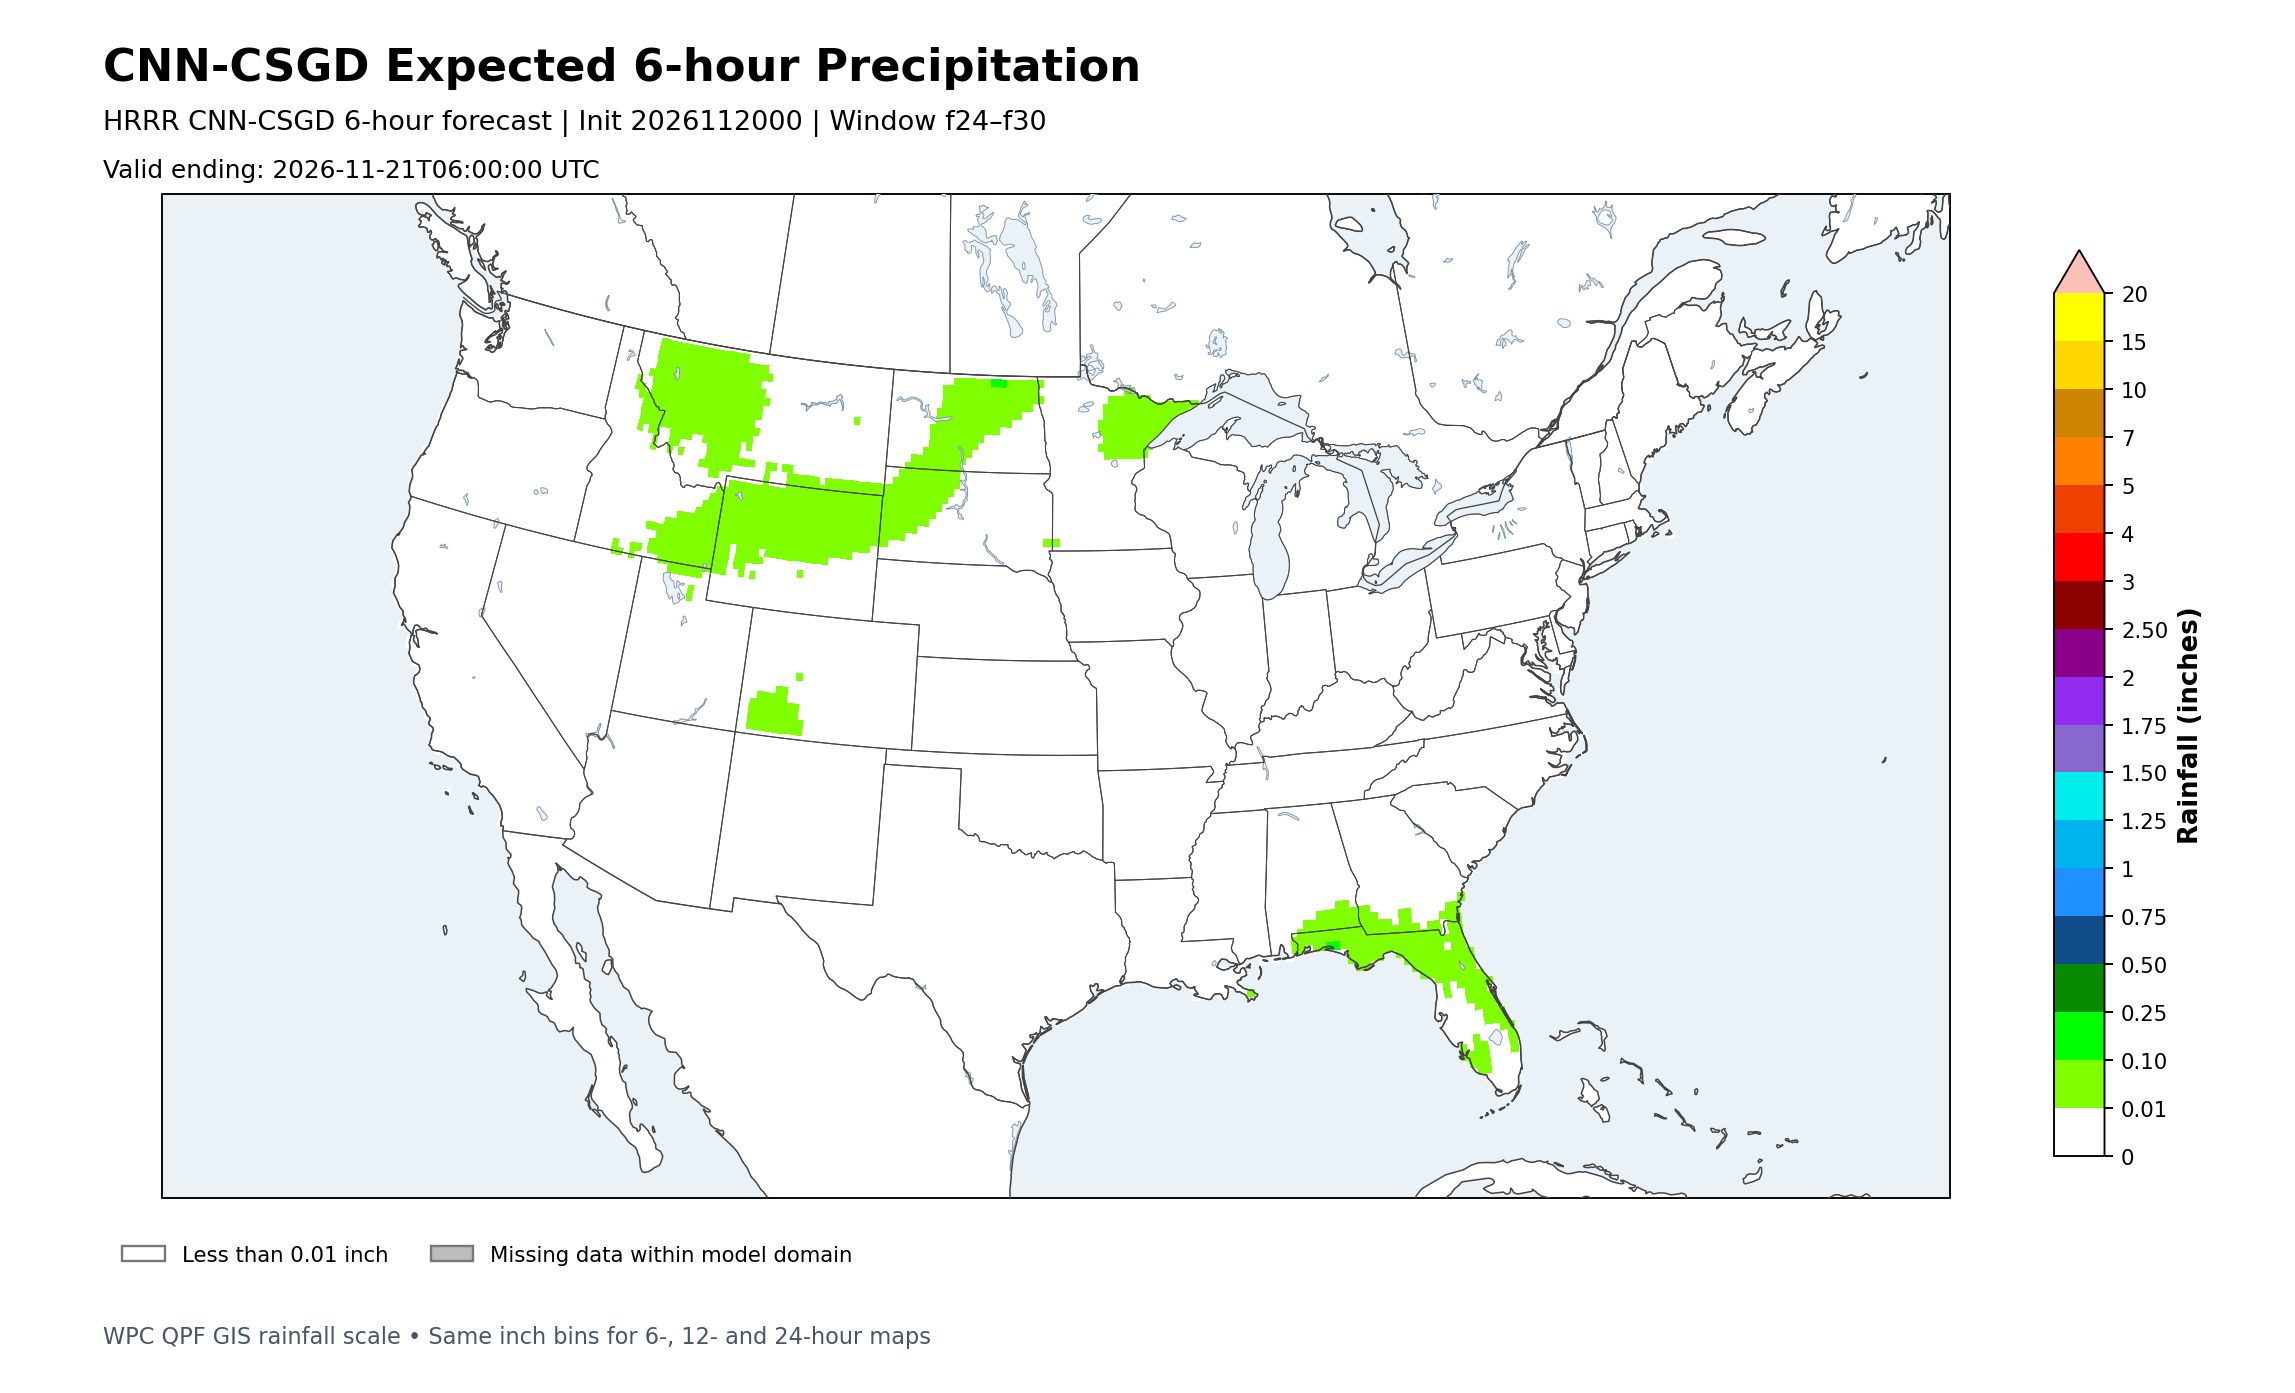 CNN-CSGD Expected 6-hour Precipitation
HRRR CNN-CSGD 6-hour forecast | Init 2026112000 | Window f24–f30
Valid ending: 2026-11-21T06:00:00 UTC
20
15
10
7
5
4
3
2.50
2
1.75
1.50
1.25
1
0.75
0.50
0.25
0.10
0.01
0
Rainfall (inches)
Less than 0.01 inch
Missing data within model domain
WPC QPF GIS rainfall scale • Same inch bins for 6-, 12- and 24-hour maps